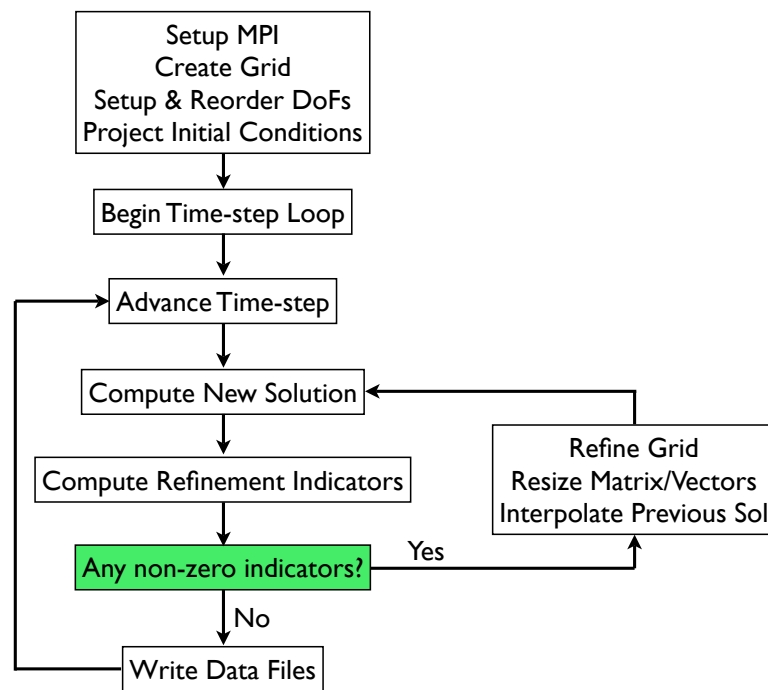 Setup MPI
Create Grid
Setup & Reorder DoFs
Project Initial Conditions
Begin Time-step Loop
Advance Time-step
Compute New Solution
Compute Refinement Indicators
Refine Grid
Resize Matrix/Vectors
Interpolate Previous Sol
Any non-zero indicators?
Yes
No
Write Data Files